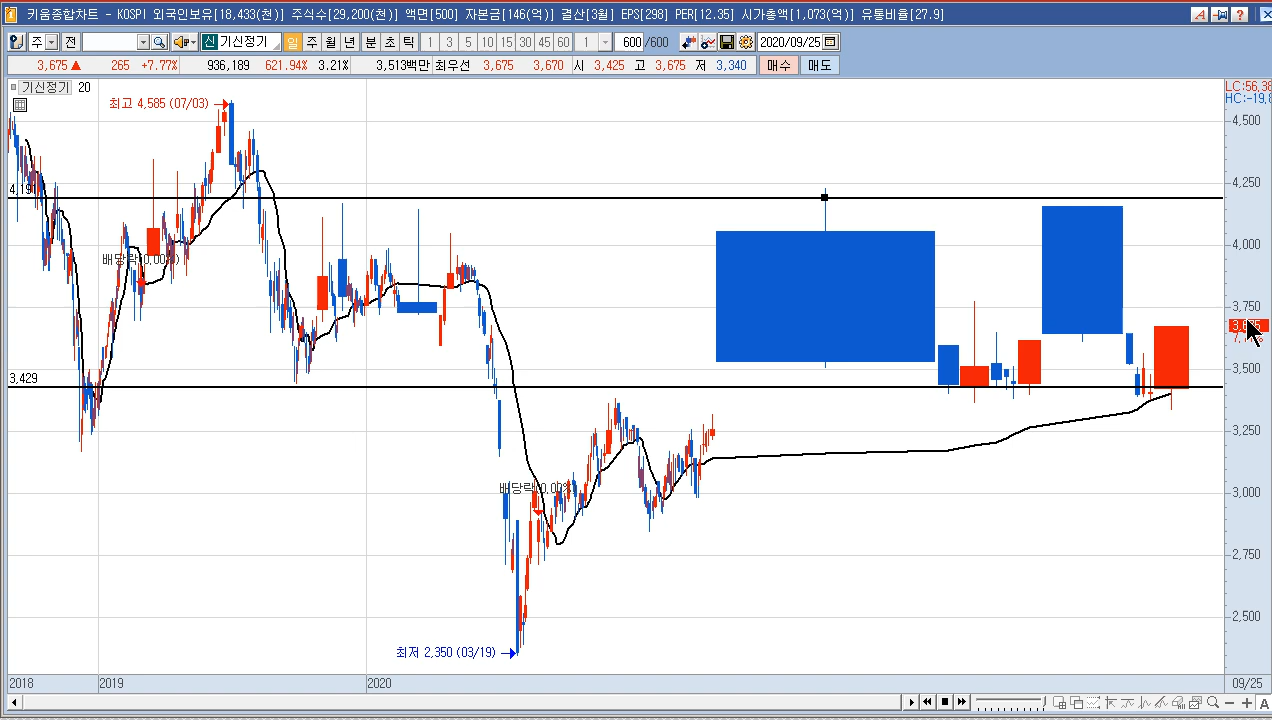 키움종합차트 - KOSPI 외국인보유[18,433(천)] 주식수[29,200(천)] 액면[500] 자본금[146(억)] 결산[3월] EPS[298] PER[12.35] 시가총액[1,073(억)] 유통비율[27.9]
주 전 신 기신정기 일 주 월 년 분 초 틱 1 3 5 10 15 30 45 60 1 600 /600 2020/09/25
3,675 ▲ 265 +7.77% 936,189 621.94% 3.21% 3,513백만 최우선 3,675 3,670 시 3,425 고 3,675 저 3,340 매수 매도
기신정기 20
LC:56,38
HC:-19,8
최고 4,585 (07/03)
4,500
4,250
4,191
배당락(0.00%)
4,000
3,750
3,675
3,500
3,429
3,250
배당락(0.00%)
3,000
2,750
2,500
최저 2,350 (03/19)
2018 2019 2020 09/25
A